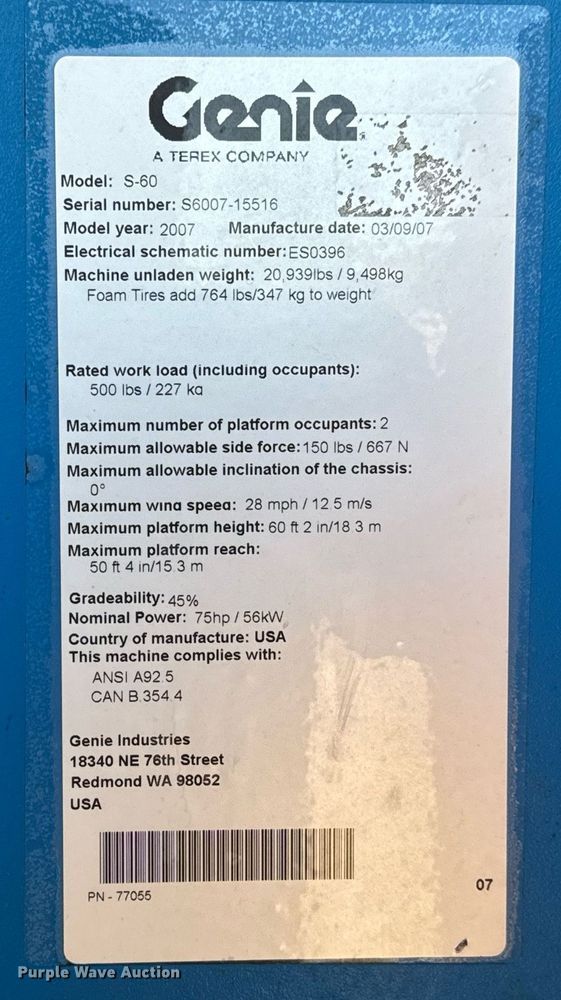 Genie
A TEREX COMPANY
Model: S-60
Serial number: S6007-15516
Model year: 2007 Manufacture date: 03/09/07
Electrical schematic number: ES0396
Machine unladen weight: 20,939lbs / 9,498kg
Foam Tires add 764 lbs/347 kg to weight
Rated work load (including occupants):
500 lbs / 227 kg
Maximum number of platform occupants: 2
Maximum allowable side force: 150 lbs / 667 N
Maximum allowable inclination of the chassis:
0°
Maximum wind speed: 28 mph / 12.5 m/s
Maximum platform height: 60 ft 2 in/18.3 m
Maximum platform reach:
50 ft 4 in/15.3 m
Gradeability: 45%
Nominal Power: 75hp / 56kW
Country of manufacture: USA
This machine complies with:
ANSI A92.5
CAN B.354.4
Genie Industries
18340 NE 76th Street
Redmond WA 98052
USA
PN - 77055
07
Purple Wave Auction